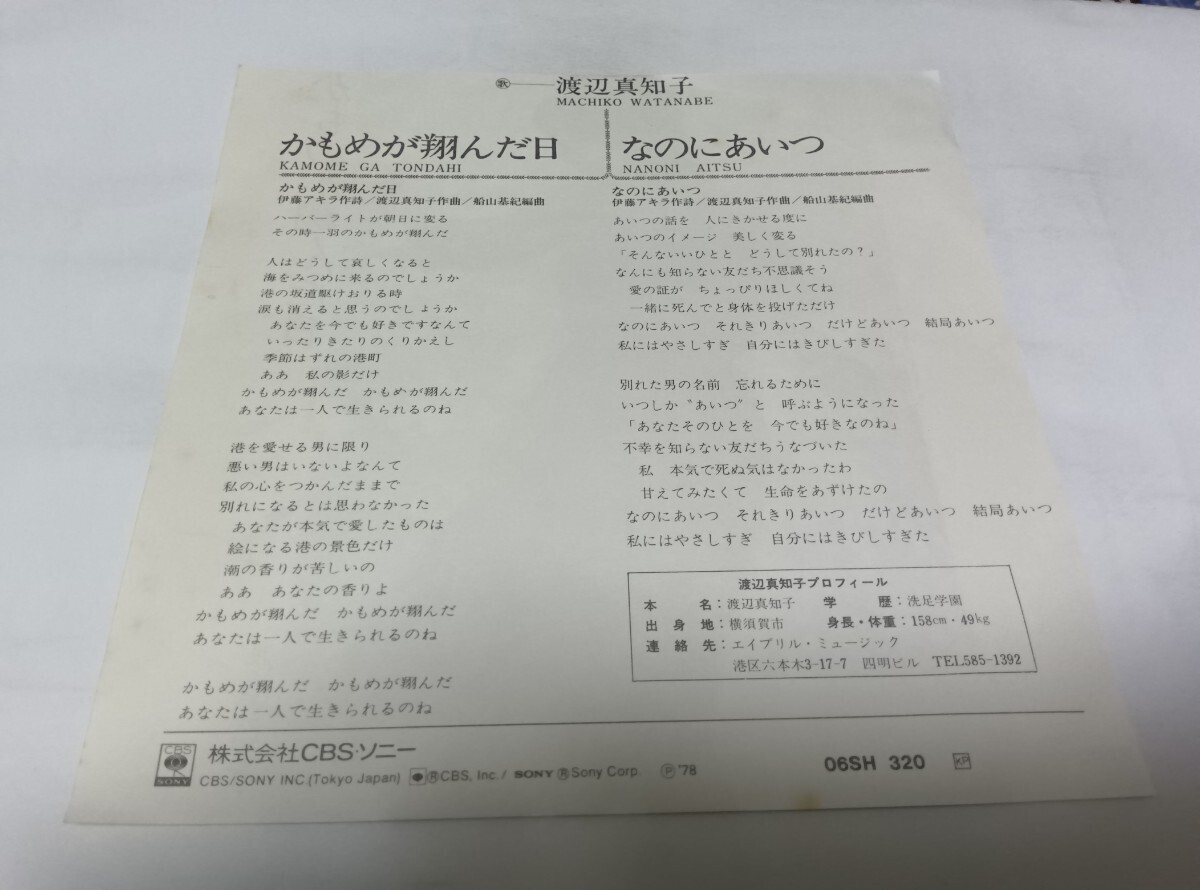 歌——渡辺真知子
MACHIKO WATANABE
かもめが翔んだ日
KAMOME GA TONDAHI
かもめが翔んだ日
伊藤アキラ作詩/渡辺真知子作曲/船山基紀編曲
ハーバーライトが朝日に変る
その時一羽のかもめが翔んだ
人はどうして哀しくなると
海をみつめに来るのでしょうか
港の坂道駆けおりる時
涙も消えると思うのでしょうか
あなたを今でも好きですなんて
いったりきたりのくりかえし
季節はずれの港町
ああ 私の影だけ
かもめが翔んだ かもめが翔んだ
あなたは一人で生きられるのね
港を愛せる男に限り
悪い男はいないよなんて
私の心をつかんだままで
別れになるとは思わなかった
あなたが本気で愛したものは
絵になる港の景色だけ
潮の香りが苦しいの
ああ あなたの香りよ
かもめが翔んだ かもめが翔んだ
あなたは一人で生きられるのね
かもめが翔んだ かもめが翔んだ
あなたは一人で生きられるのね
なのにあいつ
NANONI AITSU
なのにあいつ
伊藤アキラ作詩/渡辺真知子作曲/船山基紀編曲
あいつの話を 人にきかせる度に
あいつのイメージ 美しく変る
「そんないいひとと どうして別れたの?」
なんにも知らない友だち不思議そう
愛の証が ちょっぴりほしくてね
一緒に死んでと身体を投げただけ
なのにあいつ それきりあいつ だけどあいつ 結局あいつ
私にはやさしすぎ 自分にはきびしすぎた
別れた男の名前 忘れるために
いつしか〝あいつ〟と 呼ぶようになった
「あなたそのひとを 今でも好きなのね」
不幸を知らない友だちうなづいた
私 本気で死ぬ気はなかったわ
甘えてみたくて 生命をあずけたの
なのにあいつ それきりあいつ だけどあいつ 結局あいつ
私にはやさしすぎ 自分にはきびしすぎた
渡辺真知子プロフィール
本名:渡辺真知子 学歴:洗足学園
出身地:横須賀市 身長・体重:158cm・49kg
連絡先:エイプリル・ミュージック
港区六本木3-17-7 四明ビル TEL585-1392
CBS SONY 株式会社CBS・ソニー
CBS/SONY INC.(Tokyo Japan) ®CBS, Inc./SONY ®Sony Corp. Ⓟ'78
06SH 320 KP